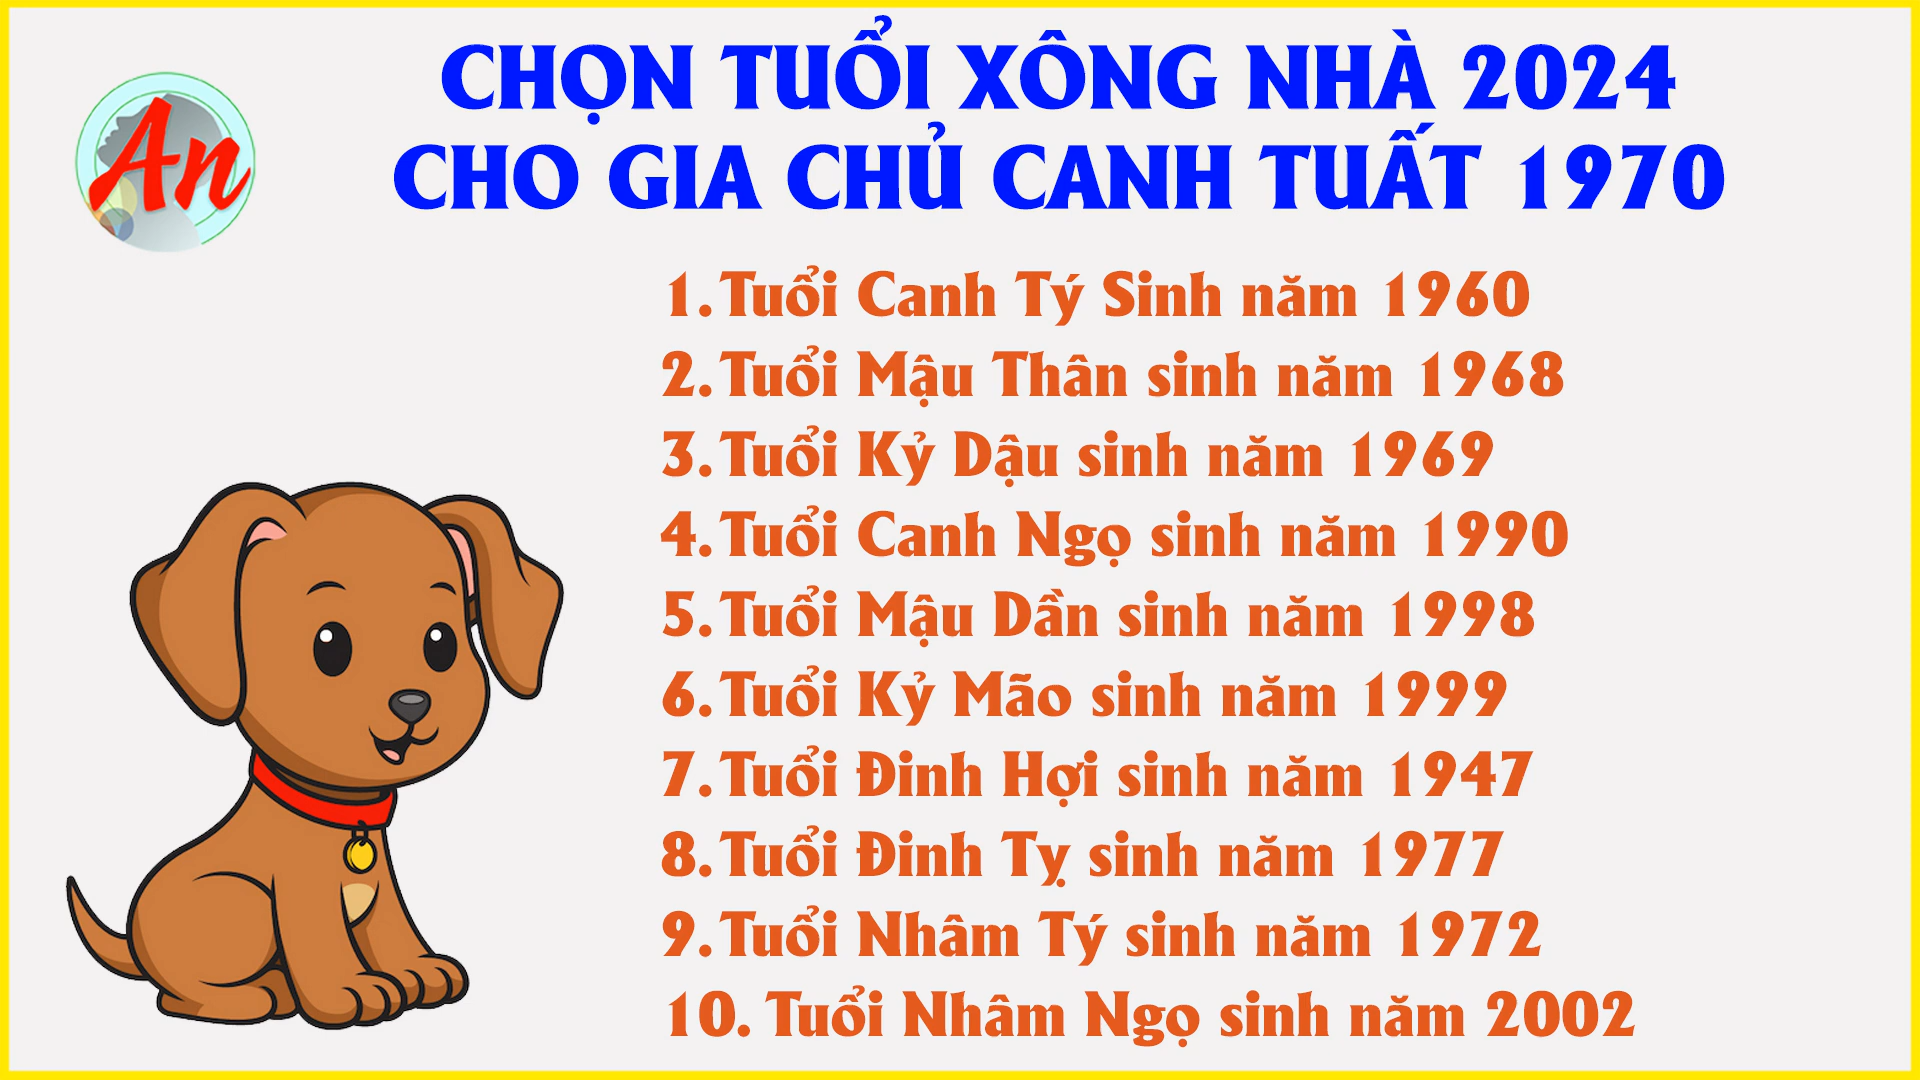 An
CHỌN TUỔI XÔNG NHÀ 2024
CHO GIA CHỦ CANH TUẤT 1970
1. Tuổi Canh Tý Sinh năm 1960
2. Tuổi Mậu Thân sinh năm 1968
3. Tuổi Kỷ Dậu sinh năm 1969
4. Tuổi Canh Ngọ sinh năm 1990
5. Tuổi Mậu Dần sinh năm 1998
6. Tuổi Kỷ Mão sinh năm 1999
7. Tuổi Đinh Hợi sinh năm 1947
8. Tuổi Đinh Tỵ sinh năm 1977
9. Tuổi Nhâm Tý sinh năm 1972
10. Tuổi Nhâm Ngọ sinh năm 2002